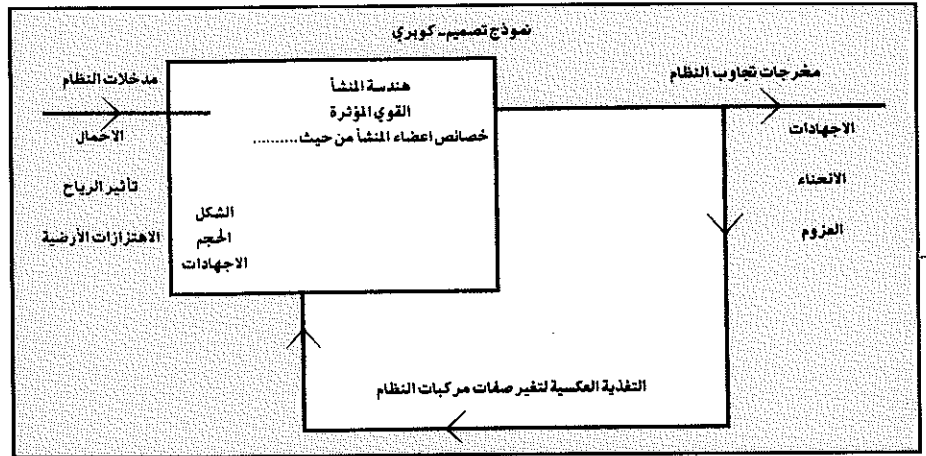 نموذج تصميم كوبري
مدخلات النظام
الاحمال
تأثير الرياح
الاهتزازات الأرضية
هندسة المنشأ
القوي المؤثرة
خصائص اعضاء المنشأ من حيث..........
الشكل
الحجم
الاجهادات
مخرجات تجاوب النظام
الاجهادات
الانحناء
العزوم
التغذية العكسية لتغير صفات مركبات النظام